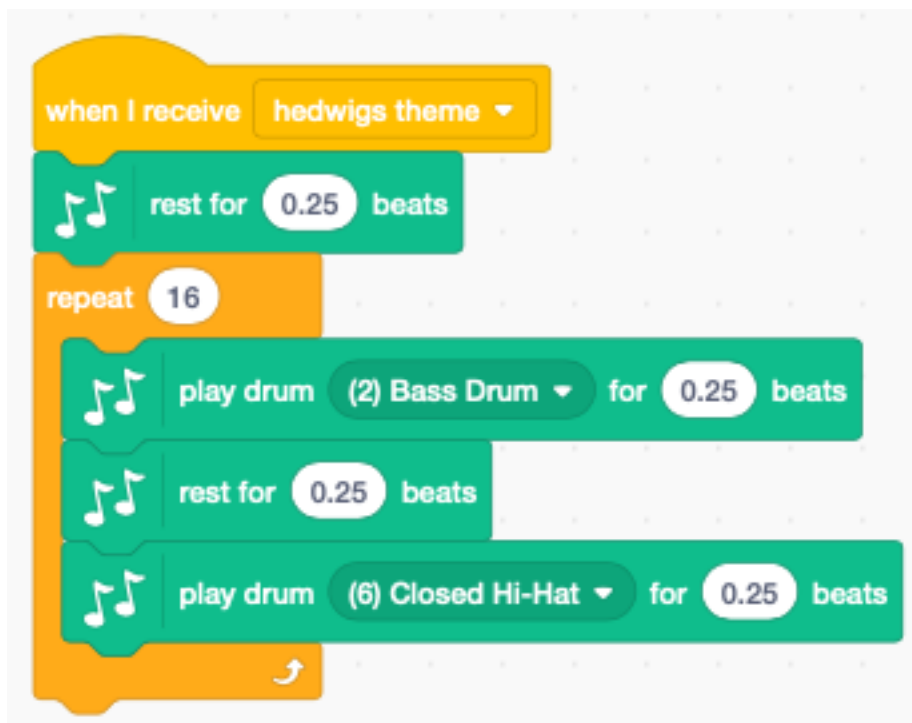 when I receive hedwigs theme
rest for 0.25 beats
repeat 16
play drum (2) Bass Drum for 0.25 beats
rest for 0.25 beats
play drum (6) Closed Hi-Hat for 0.25 beats